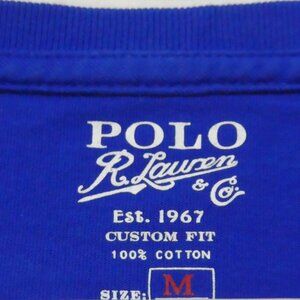 POLO
R. Lauren
& Co.
Est. 1967
CUSTOM FIT
100% COTTON
SIZE: M